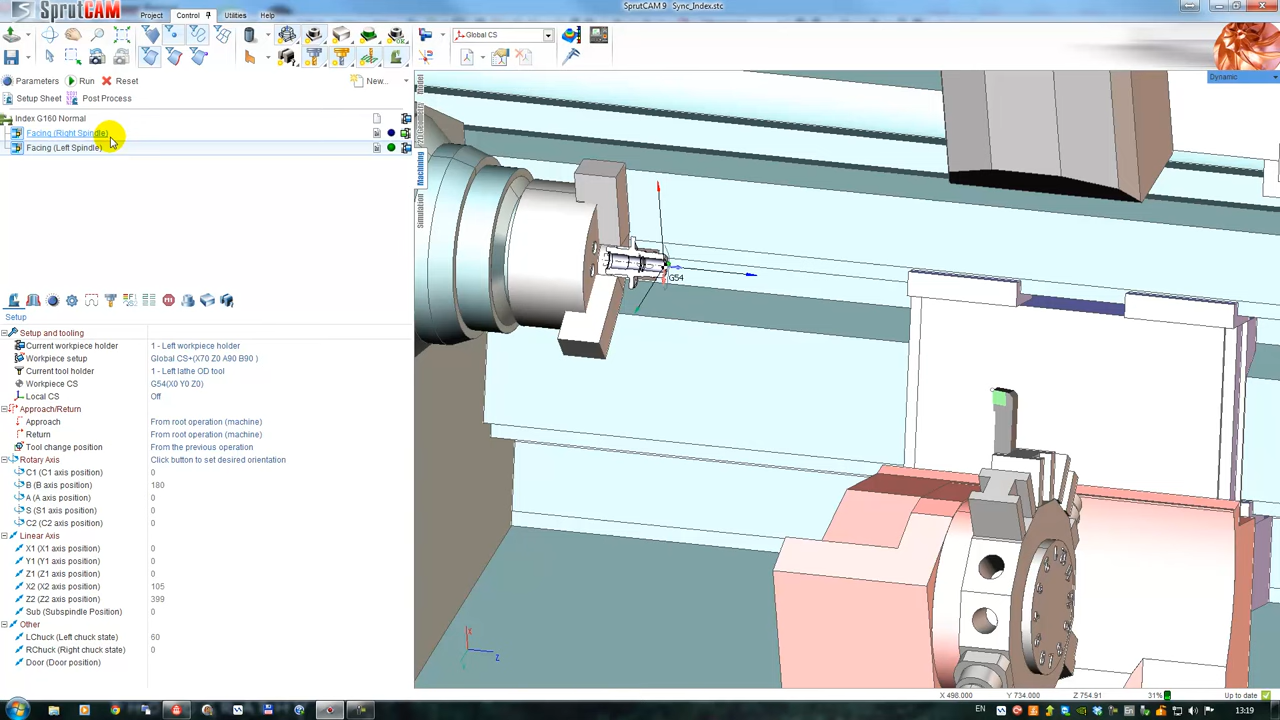 SprutCAM
Project
Control
Utilities
Help
SprutCAM 9 Sync_Index.stc
Global CS
Parameters
Run
Reset
New...
Setup Sheet
Post Process
Dynamic
Index G160 Normal
Facing (Right Spindle)
Facing (Left Spindle)
Model
2D Geometry
Machining
Simulation
G54
Setup
Setup and tooling
Current workpiece holder 1 - Left workpiece holder
Workpiece setup Global CS+(X70 Z0 A90 B90 )
Current tool holder 1 - Left lathe OD tool
Workpiece CS G54(X0 Y0 Z0)
Local CS Off
Approach/Return
Approach From root operation (machine)
Return From root operation (machine)
Tool change position From the previous operation
Rotary Axis Click button to set desired orientation
C1 (C1 axis position) 0
B (B axis position) 180
A (A axis position) 0
S (S1 axis position) 0
C2 (C2 axis position) 0
Linear Axis
X1 (X1 axis position) 0
Y1 (Y1 axis position) 0
Z1 (Z1 axis position) 0
X2 (X2 axis position) 105
Z2 (Z2 axis position) 399
Sub (Subspindle Position) 0
Other
LChuck (Left chuck state) 60
RChuck (Right chuck state) 0
Door (Door position) 0
X
Z
X 498.000 Y 734.000 Z 754.91 31% Up to date
EN
13:19